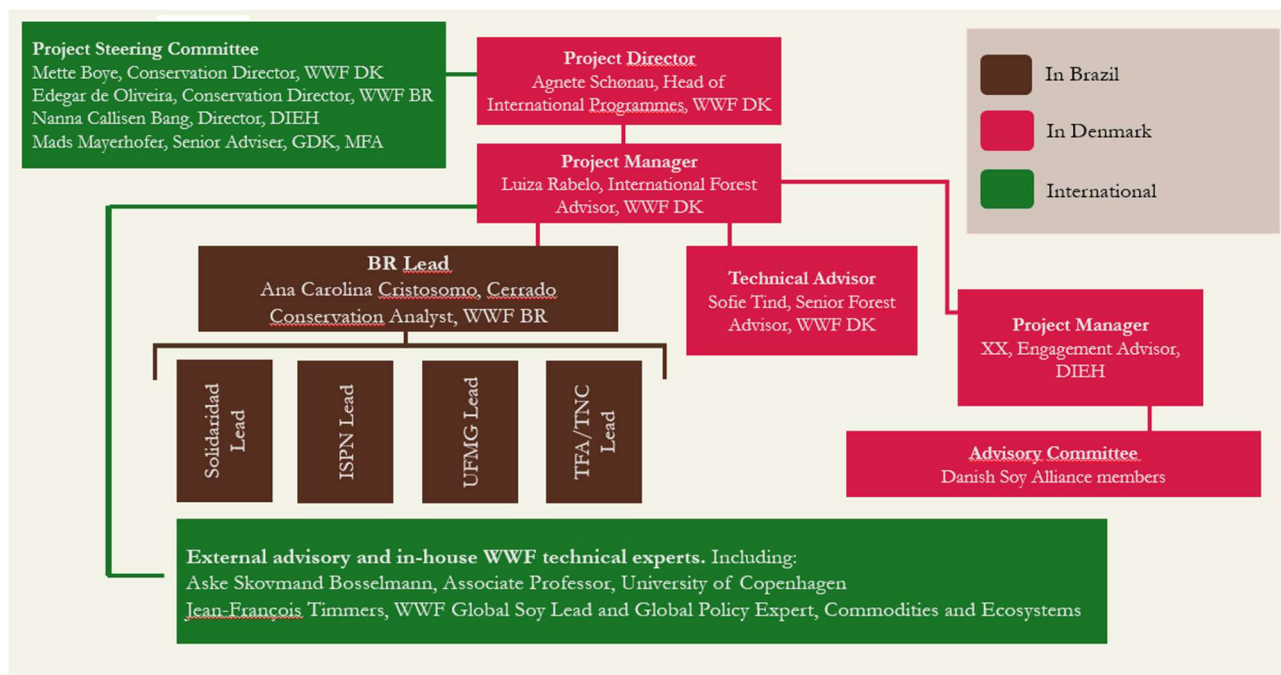 Project Steering Committee
Mette Boye, Conservation Director, WWF DK
Edegar de Oliveira, Conservation Director, WWF BR
Nanna Callisen Bang, Director, DIEH
Mads Mayerhofer, Senior Adviser, GDK, MFA
Project Director
Agnete Schønau, Head of
International Programmes, WWF DK
In Brazil
In Denmark
International
Project Manager
Luiza Rabelo, International Forest
Advisor, WWF DK
BR Lead
Ana Carolina Cristosomo, Cerrado
Conservation Analyst, WWF BR
Technical Advisor
Sofie Tind, Senior Forest
Advisor, WWF DK
Project Manager
XX, Engagement Advisor,
DIEH
Solidaridad
Lead
ISPN Lead
UFMG Lead
TFA/TNC
Lead
Advisory Committee
Danish Soy Alliance members
External advisory and in-house WWF technical experts. Including:
Aske Skovmand Bosselmann, Associate Professor, University of Copenhagen
Jean-François Timmers, WWF Global Soy Lead and Global Policy Expert, Commodities and Ecosystems